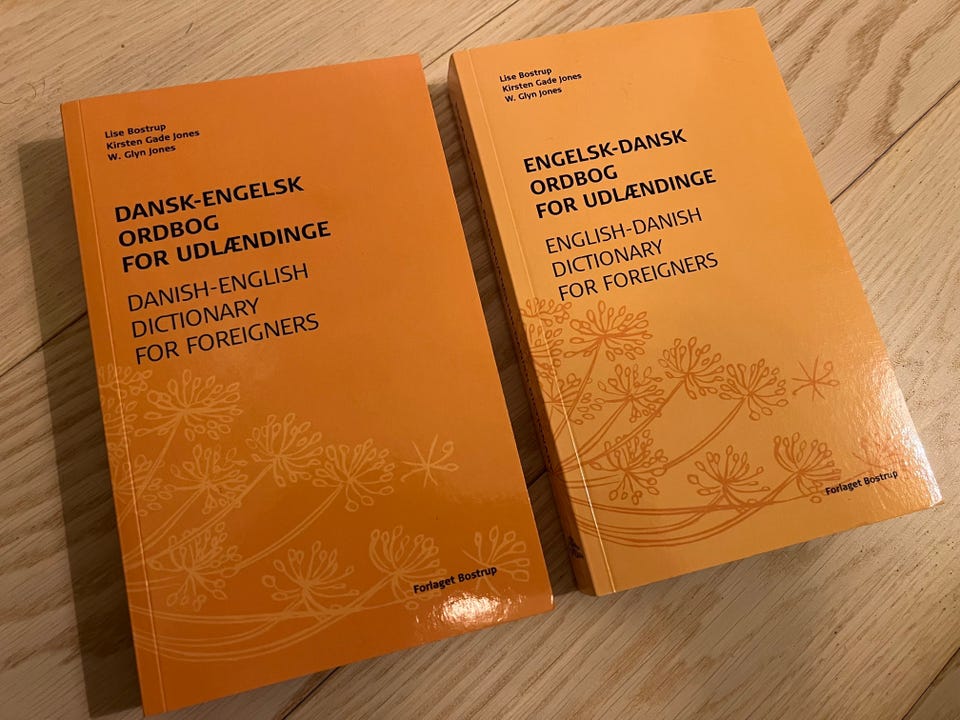 Lise Bostrup
Kirsten Gade Jones
W. Glyn Jones
DANSK-ENGELSK
ORDBOG
FOR UDLÆNDINGE
DANISH-ENGLISH
DICTIONARY
FOR FOREIGNERS
Forlaget Bostrup
Lise Bostrup
Kirsten Gade Jones
W. Glyn Jones
ENGELSK-DANSK
ORDBOG
FOR UDLÆNDINGE
ENGLISH-DANISH
DICTIONARY
FOR FOREIGNERS
Forlaget Bostrup